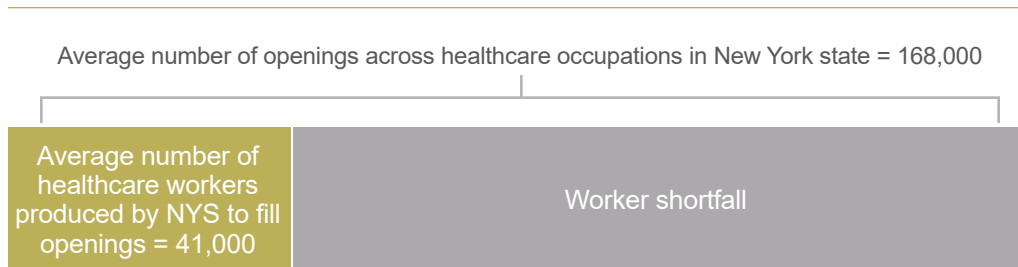 Average number of openings across healthcare occupations in New York state = 168,000
Average number of
healthcare workers
produced by NYS to fill
openings = 41,000
Worker shortfall